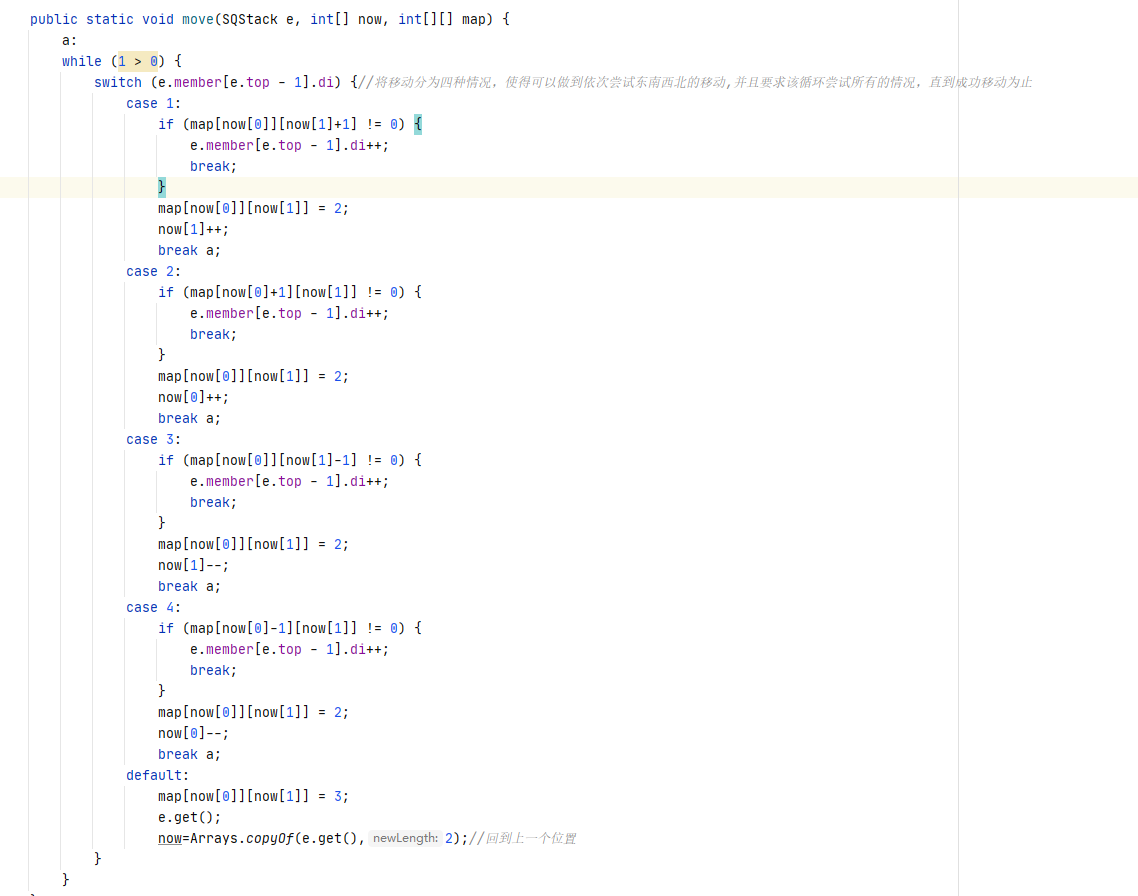 public static void move(SQStack e, int[] now, int[][] map) {
    a:
    while (1 > 0) {
        switch (e.member[e.top - 1].di) {//将移动分为四种情况，使得可以做到依次尝试东南西北的移动,并且要求该循环尝试所有的情况，直到成功移动为止
            case 1:
                if (map[now[0]][now[1]+1] != 0) {
                    e.member[e.top - 1].di++;
                    break;
                }
                map[now[0]][now[1]] = 2;
                now[1]++;
                break a;
            case 2:
                if (map[now[0]+1][now[1]] != 0) {
                    e.member[e.top - 1].di++;
                    break;
                }
                map[now[0]][now[1]] = 2;
                now[0]++;
                break a;
            case 3:
                if (map[now[0]][now[1]-1] != 0) {
                    e.member[e.top - 1].di++;
                    break;
                }
                map[now[0]][now[1]] = 2;
                now[1]--;
                break a;
            case 4:
                if (map[now[0]-1][now[1]] != 0) {
                    e.member[e.top - 1].di++;
                    break;
                }
                map[now[0]][now[1]] = 2;
                now[0]--;
                break a;
            default:
                map[now[0]][now[1]] = 3;
                e.get();
                now=Arrays.copyOf(e.get(), newLength: 2);//回到上一个位置
        }
    }